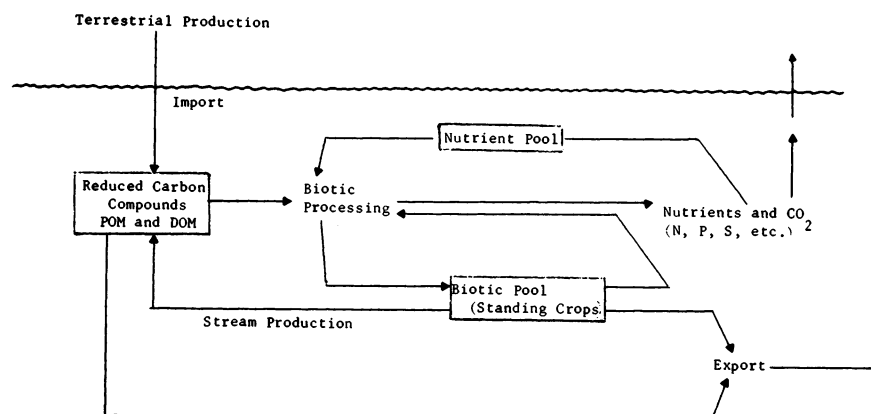 Terrestrial Production
Import
Nutrient Pool
Reduced Carbon
Compounds
POM and DOM
Biotic
Processing
Nutrients and CO2
(N, P, S, etc.)
Biotic Pool
(Standing Crops)
Stream Production
Export